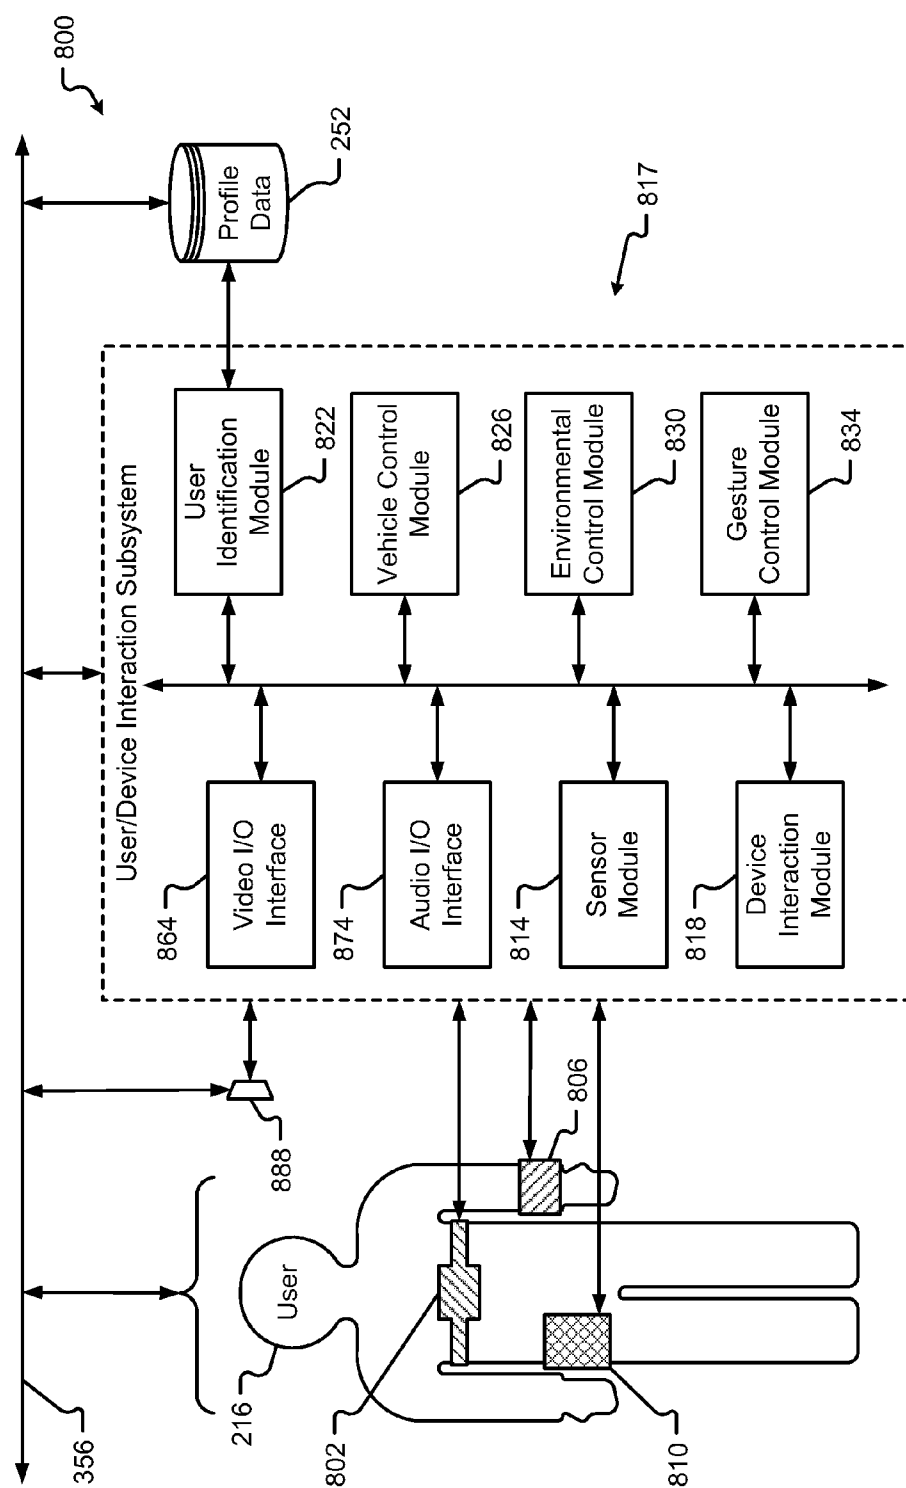 800
356
216
User
888
802
806
810
User/Device Interaction Subsystem
864
Video I/O
Interface
874
Audio I/O
Interface
814
Sensor
Module
818
Device
Interaction
Module
User
Identification
Module
822
Vehicle Control
Module
826
Environmental
Control Module
830
Gesture
Control Module
834
Profile
Data
252
817